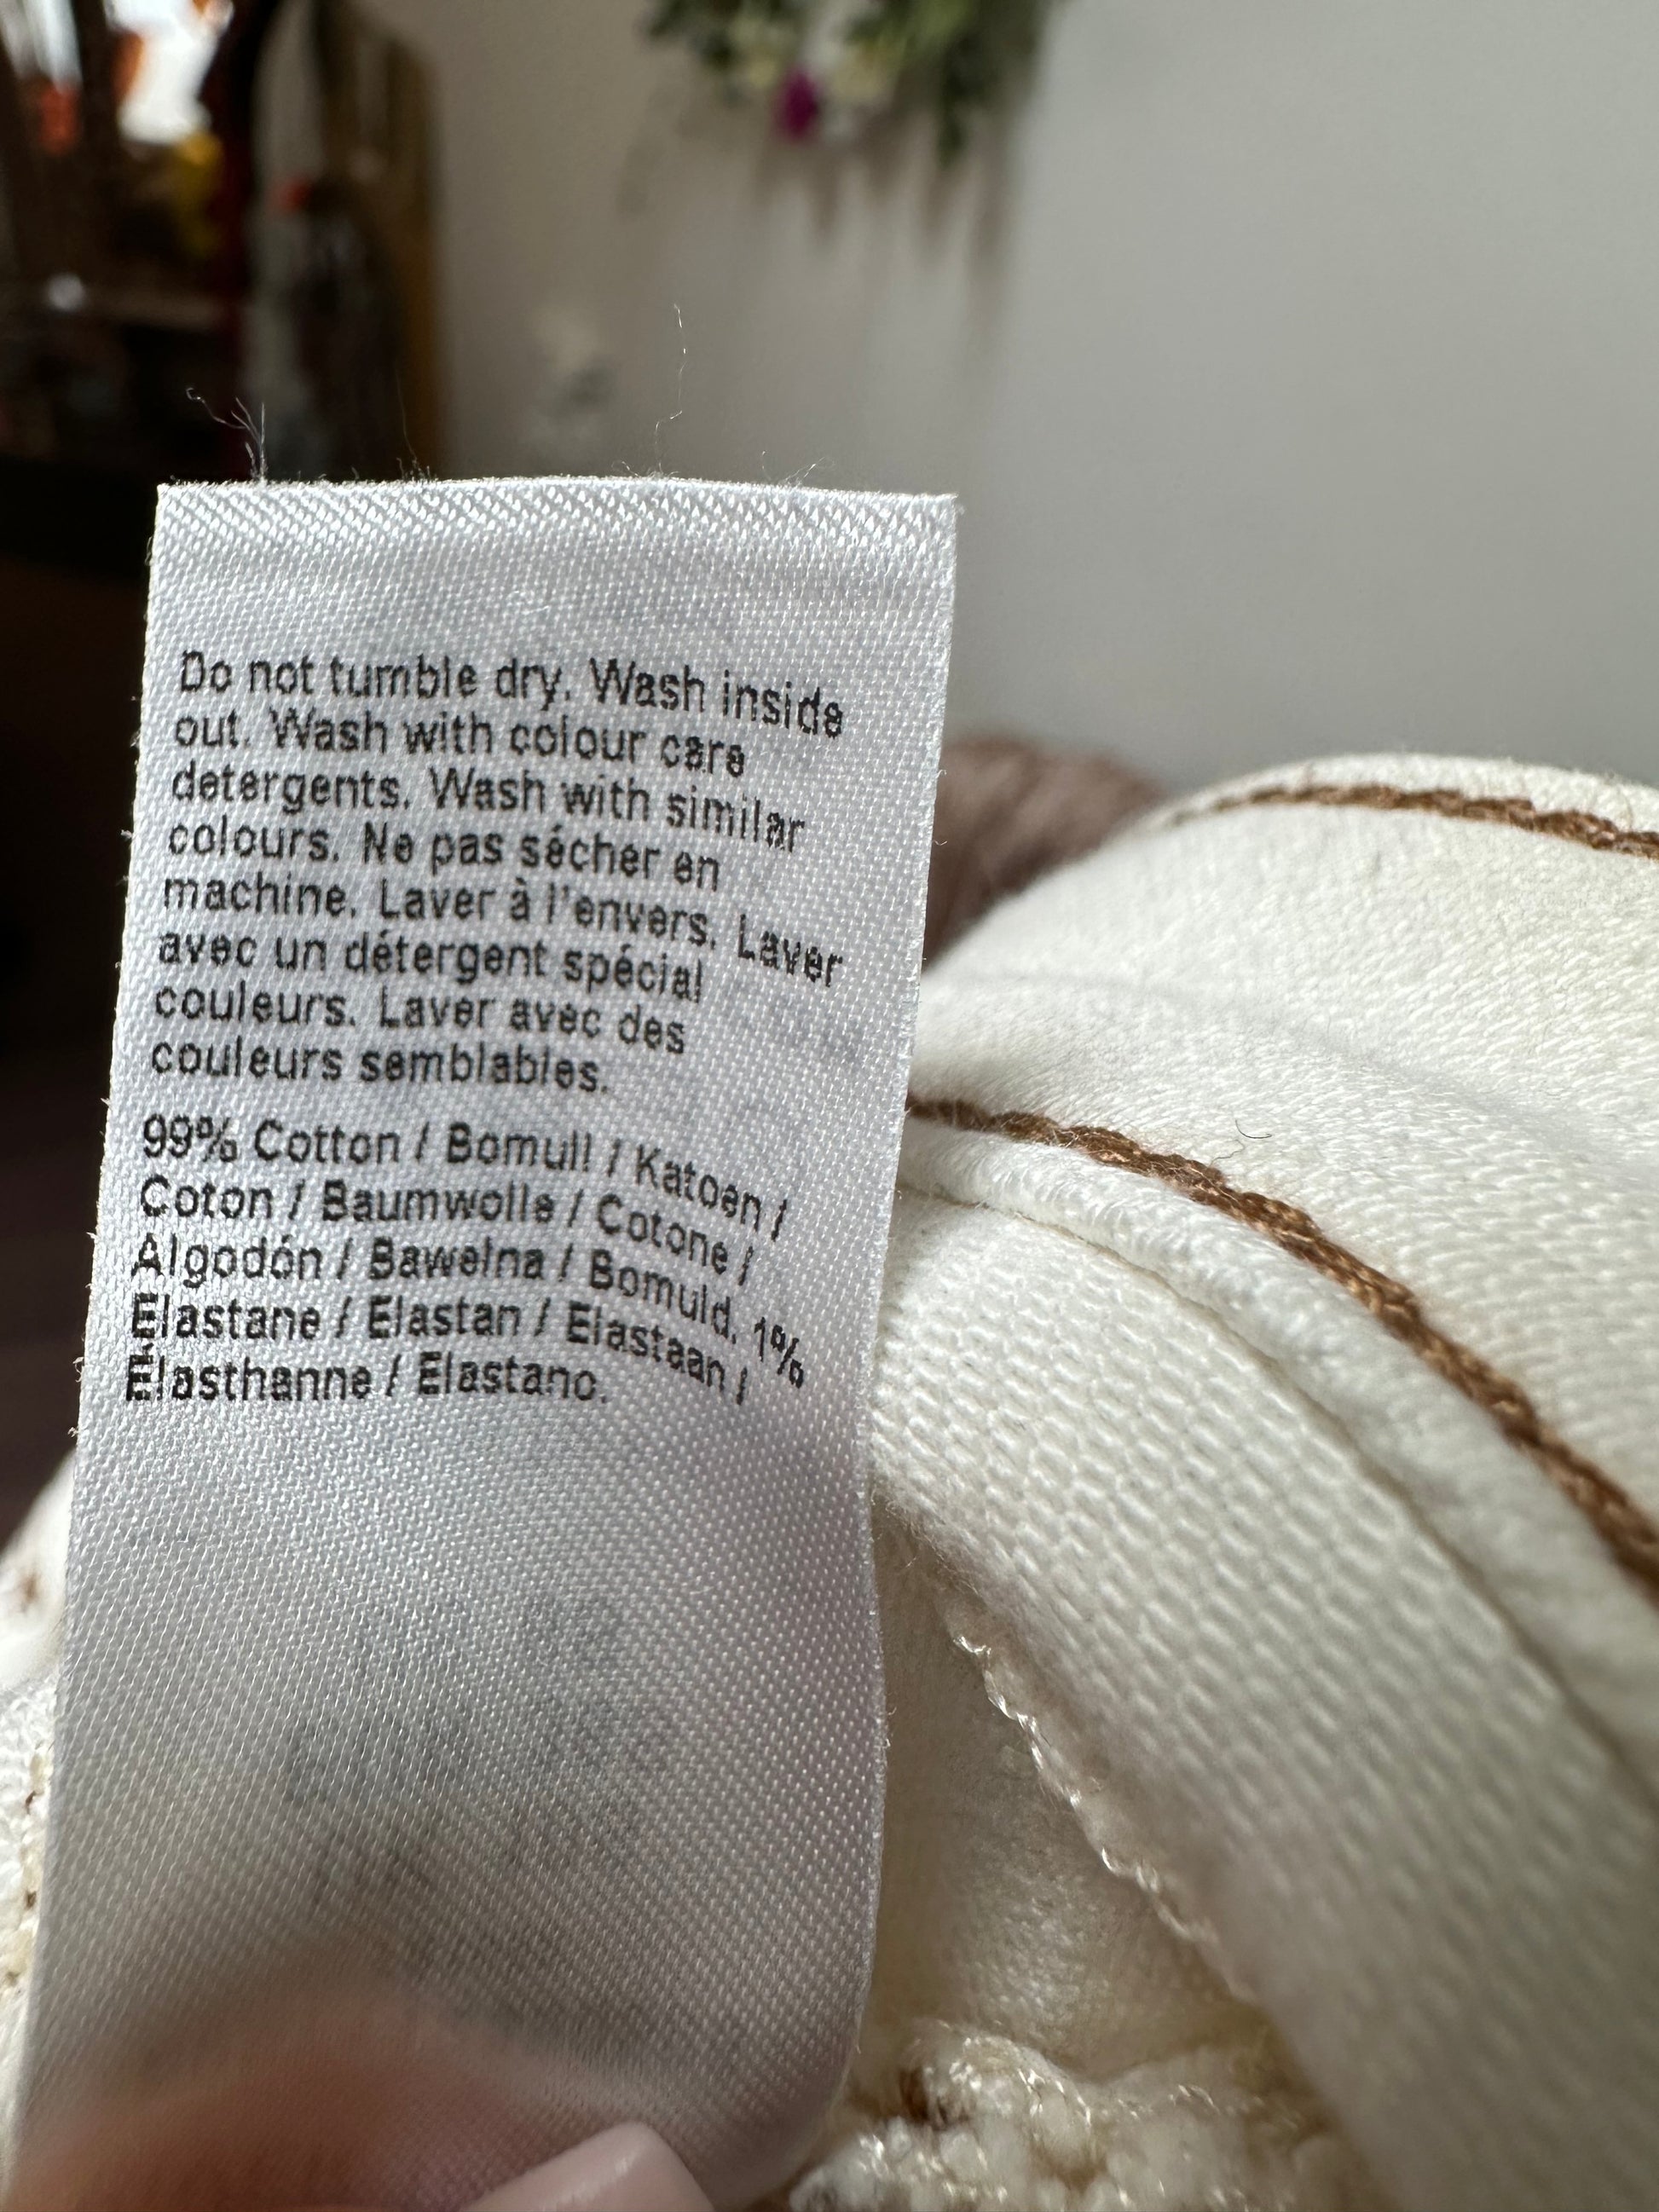 Do not tumble dry. Wash inside
out. Wash with colour care
detergents. Wash with similar
colours. Ne pas sécher en
machine. Laver à l'envers. Laver
avec un détergent spécial
couleurs. Laver avec des
couleurs semblables.
99% Cotton / Bomull / Katoen /
Coton / Baumwolle / Cotone /
Algodón / Bawełna / Bomuld. 1%
Elastane / Elastan / Elastaan /
Élasthanne / Elastano.